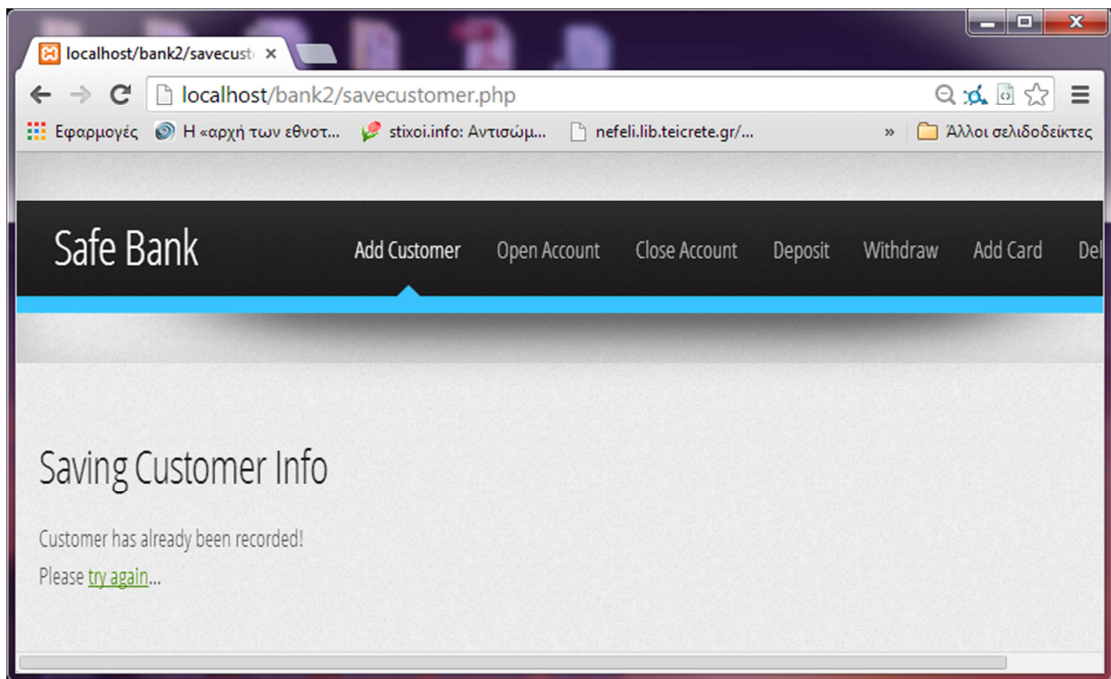 localhost/bank2/savecust
localhost/bank2/savecustomer.php
Εφαρμογές Η «αρχή των εθνοτ... stixoi.info: Αντισώμ... nefeli.lib.teicrete.gr/... » Άλλοι σελιδοδείκτες
Safe Bank Add Customer Open Account Close Account Deposit Withdraw Add Card Del
Saving Customer Info
Customer has already been recorded!
Please try again...